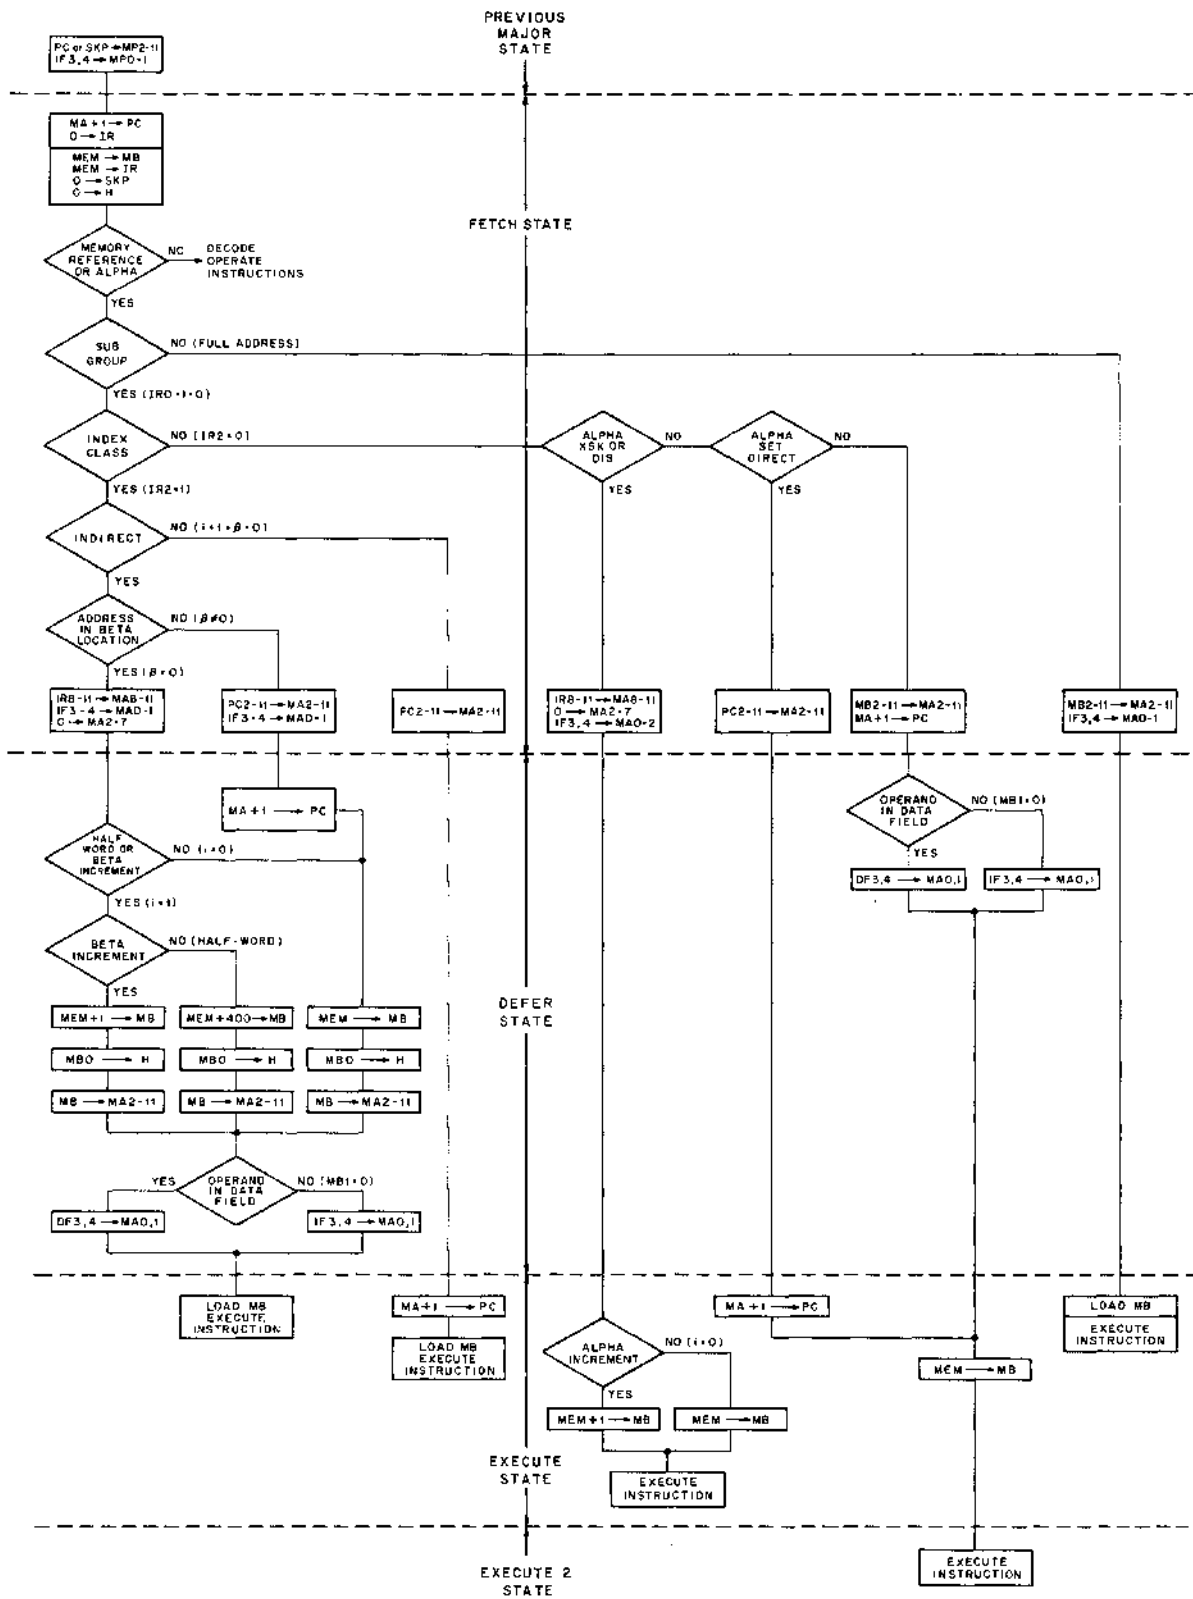 PREVIOUS
MAJOR
STATE
PC or SKP → MP2-11
IF3,4 → MP0-1
MA + 1 → PC
O → IR
MEM → MB
MEM → IR
O → SKP
O → H
FETCH STATE
MEMORY
REFERENCE
OR ALPHA
NO
DECODE
OPERATE
INSTRUCTIONS
YES
SUB
GROUP
NO (FULL ADDRESS)
YES (IR0-1=0)
INDEX
CLASS
NO (IR2=0)
ALPHA
XSK OR
DIS
NO
ALPHA
SET
DIRECT
NO
YES (IR2=1)
YES
YES
INDIRECT
YES
ADDRESS
IN BETA
LOCATION
NO (β≠0)
YES (β=0)
IR8-11 → MA8-11
IF3-4 → MA0-1
O → MA2-7
PC2-11 → MA2-11
IF3,4 → MA0-1
PC2-11 → MA2-11
IR8-11 → MA8-11
O → MA2-7
IF3,4 → MA0-2
PC2-11 → MA2-11
MB2-11 → MA2-11
MA+1 → PC
MB2-11 → MA2-11
IF3,4 → MA0-1
MA+1 → PC
OPERAND
IN DATA
FIELD
NO (MB1=0)
YES
HALF
WORD OR
BETA
INCREMENT
NO (i=0)
DF3,4 → MA0,1
IF3,4 → MA0,1
YES (i=1)
BETA
INCREMENT
NO (HALF-WORD)
YES
DEFER
STATE
MEM+1 → MB
MEM+400 → MB
MEM → MB
MB0 → H
MB0 → H
MB0 → H
MB → MA2-11
MB → MA2-11
MB → MA2-11
YES
OPERAND
IN DATA
FIELD
NO (MB1=0)
DF3,4 → MA0,1
IF3,4 → MA0,1
LOAD MB
EXECUTE
INSTRUCTION
MA+1 → PC
LOAD MB
EXECUTE
INSTRUCTION
MA+1 → PC
LOAD MB
EXECUTE
INSTRUCTION
ALPHA
INCREMENT
NO (i=0)
YES
MEM → MB
MEM+1 → MB
MEM → MB
EXECUTE
STATE
EXECUTE
INSTRUCTION
EXECUTE 2
STATE
EXECUTE
INSTRUCTION